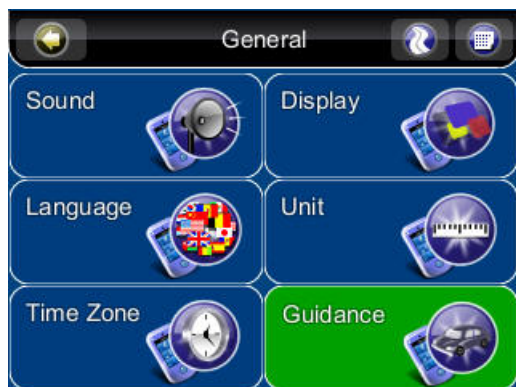 General
Sound
Display
Language
Unit
Time Zone
Guidance